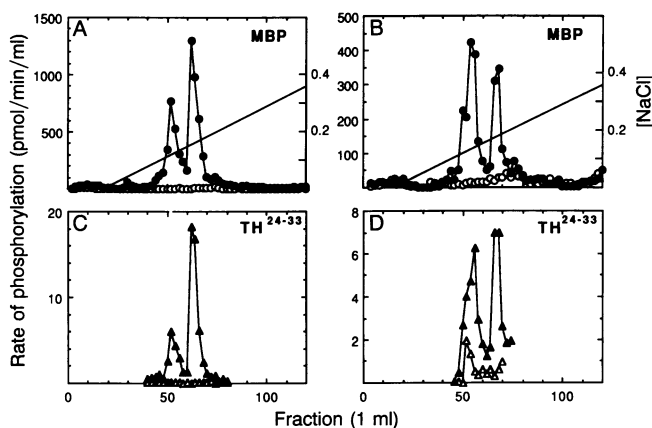 Rate of phosphorylation (pmol/min/ml)
A
MBP
1500
1300
1000
500
0.4
0.2
B
MBP
500
400
300
200
100
0.4
0.2
[NaCl]
C
TH24-33
20
20
0
50
100
D
TH24-33
8
6
4
2
0
50
100
Fraction (1 ml)